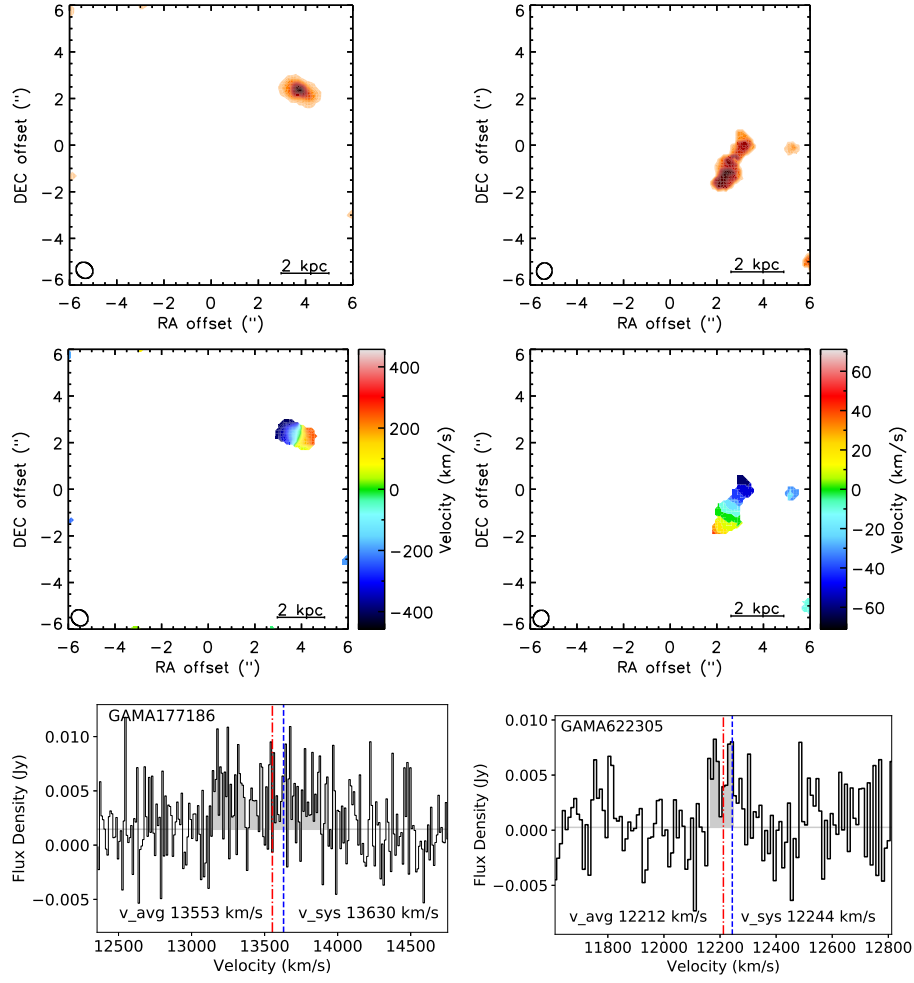 6
4
2
0
−2
−4
−6
DEC offset ('')
2 kpc
−6 −4 −2 0 2 4 6
RA offset ('')
6
4
2
0
−2
−4
−6
DEC offset ('')
2 kpc
−6 −4 −2 0 2 4 6
RA offset ('')
6
4
2
0
−2
−4
−6
DEC offset ('')
2 kpc
−6 −4 −2 0 2 4 6
RA offset ('')
400
200
0
−200
−400
Velocity (km/s)
6
4
2
0
−2
−4
−6
DEC offset ('')
2 kpc
−6 −4 −2 0 2 4 6
RA offset ('')
60
40
20
0
−20
−40
−60
Velocity (km/s)
GAMA177186
0.010
0.005
0.000
−0.005
Flux Density (Jy)
v_avg 13553 km/s
v_sys 13630 km/s
12500 13000 13500 14000 14500
Velocity (km/s)
GAMA622305
0.010
0.005
0.000
−0.005
Flux Density (Jy)
v_avg 12212 km/s
v_sys 12244 km/s
11800 12000 12200 12400 12600 12800
Velocity (km/s)